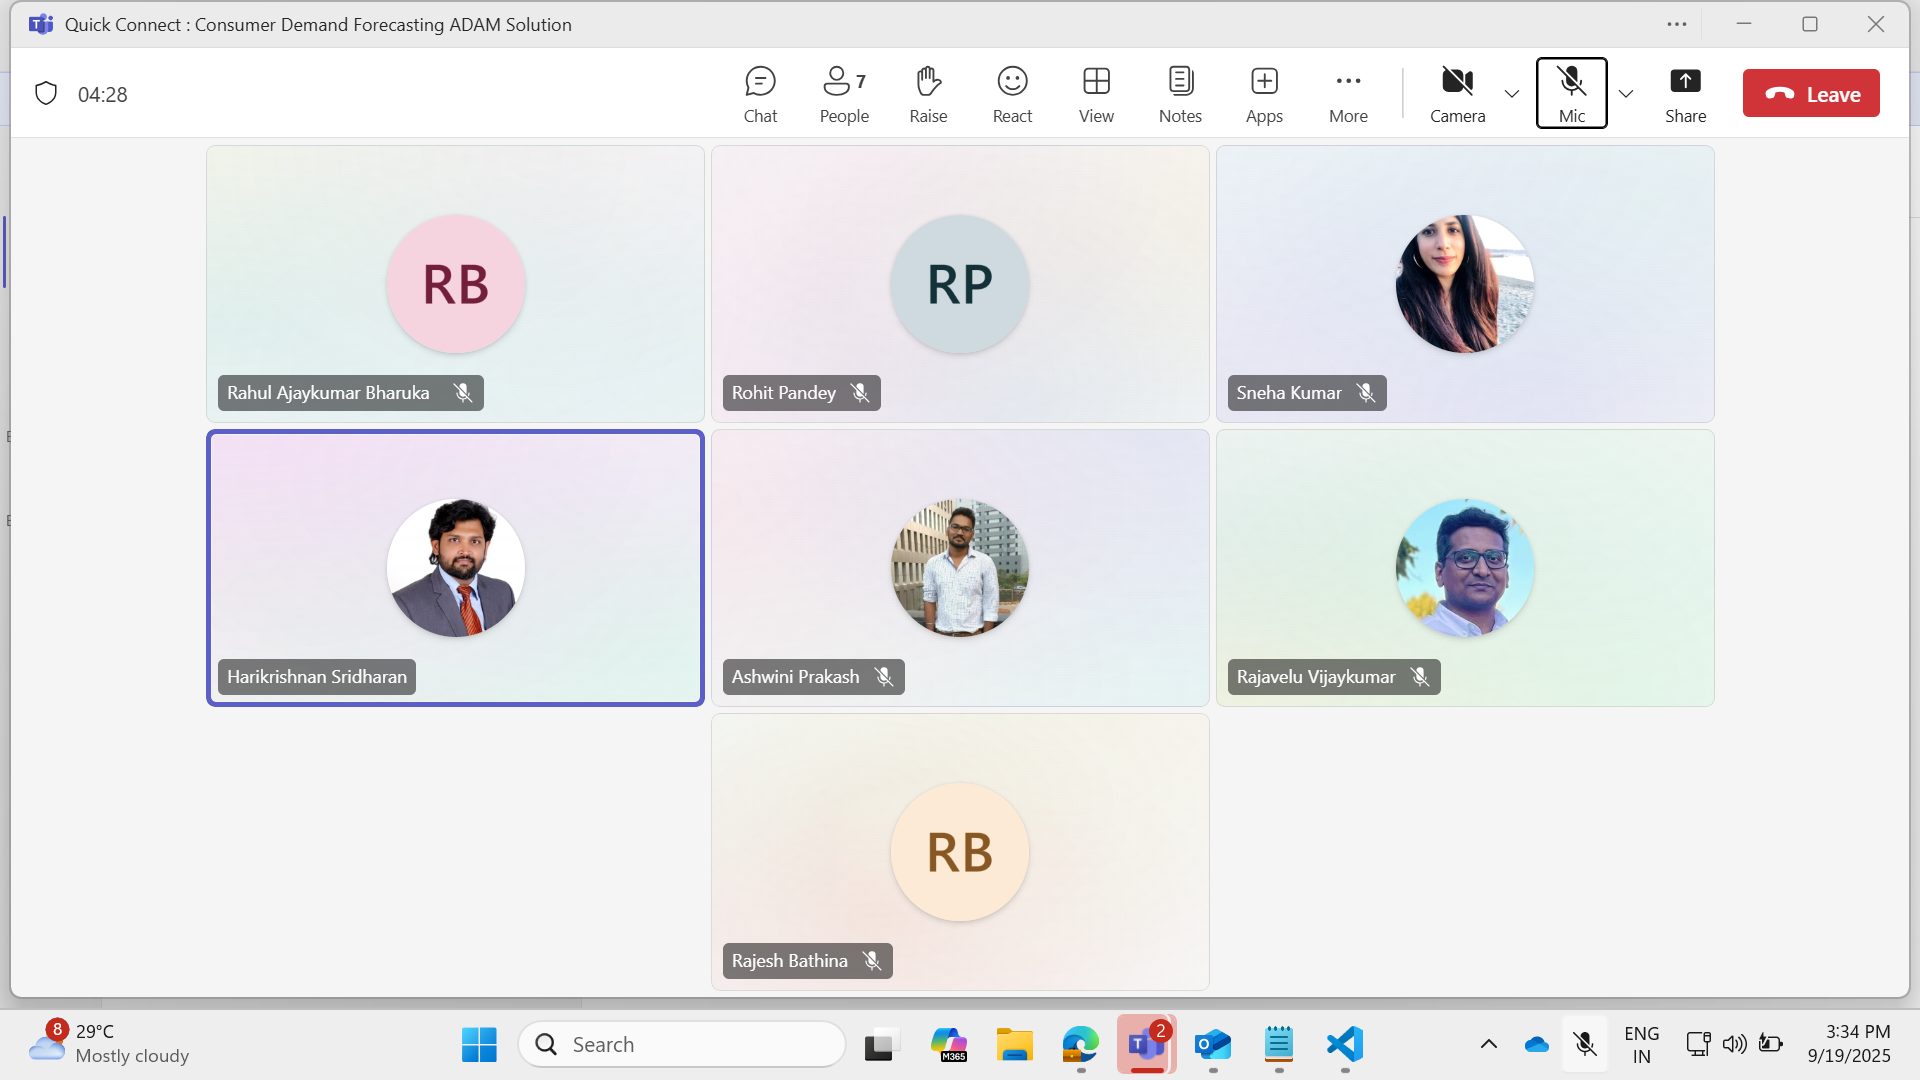 Quick Connect : Consumer Demand Forecasting ADAM Solution
04:28
Chat
People 7
Raise
React
View
Notes
Apps
More
Camera
Mic
Share
Leave
RB
Rahul Ajaykumar Bharuka
RP
Rohit Pandey
Sneha Kumar
Harikrishnan Sridharan
Ashwini Prakash
Rajavelu Vijaykumar
RB
Rajesh Bathina
8
29°C
Mostly cloudy
Search
M365
2
ENG
IN
3:34 PM
9/19/2025